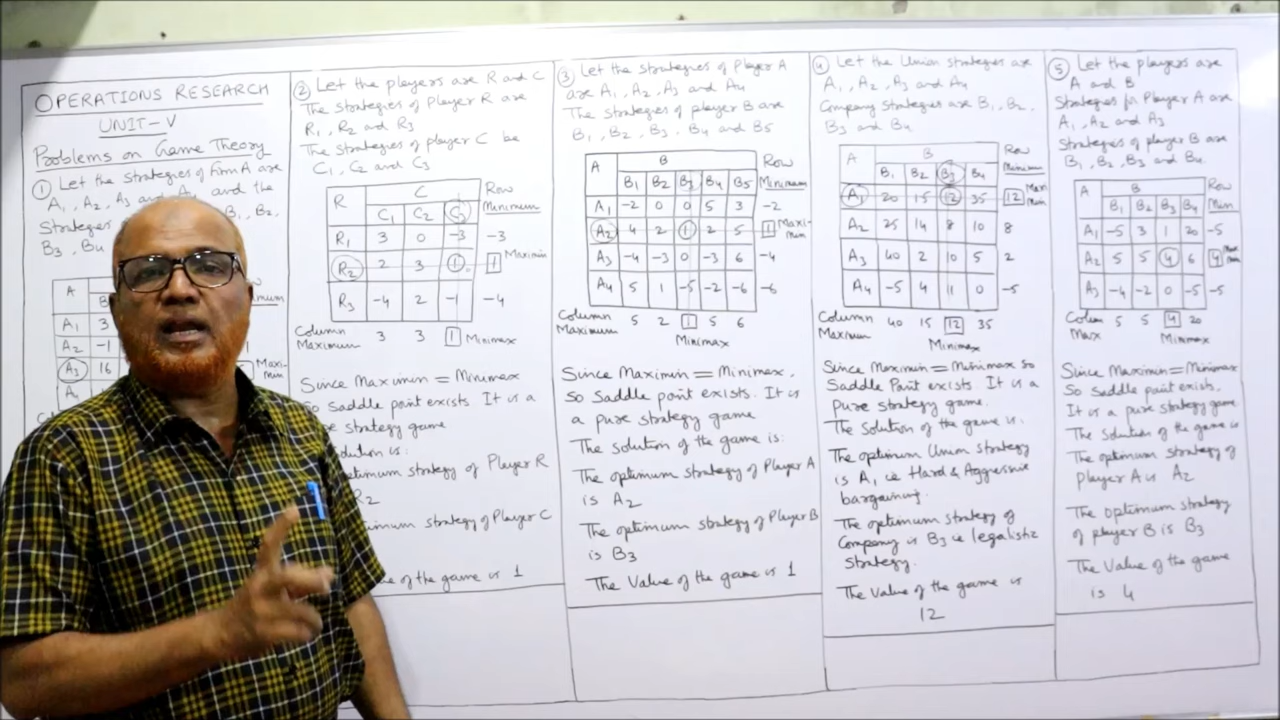 OPERATIONS RESEARCH
UNIT-V
Problems on Game Theory
① Let the strategies of firm A are
A1, A2, A3 and A4 and the
Strategies
B1, B2,
B3, B4
A
A1 3
A2 -1
A3 16 Maxi-
min
② Let the players are R and C
The strategies of Player R are
R1, R2 and R3
The strategies of player C be
C1, C2 and C3
R C Row
C1 C2 C3 Minimum
R1 3 0 -3 -3
R2 2 3 1 1 Maximin
R3 -4 2 -1 -4
Column
Maximum 3 3 1 Minimax
Since Maximin = Minimax
So Saddle point exists. It is a
strategy game
solution is:
strategy of Player R
R2
strategy of Player C
of the game is 1
③ Let the strategies of Player A
are A1, A2, A3 and A4
The strategies of player B are
B1, B2, B3, B4 and B5
A B Row
B1 B2 B3 B4 B5 Minimum
A1 -2 0 0 5 3 -2
A2 4 2 1 2 5 1 Maxi-
min
A3 -4 -3 0 -3 6 -4
A4 5 1 -5 -2 -6 -6
Column
Maximum 5 2 1 5 6
Minimax
Since Maximin = Minimax,
So saddle point exists. It is
a pure strategy game
The solution of the game is:
The optimum strategy of Player A
is A2
The optimum strategy of Player B
is B3
The Value of the game is 1
④ Let the Union strategies are
A1, A2, A3 and A4
Company strategies are B1, B2,
B3 and B4
A B Row
B1 B2 B3 B4 Minimum
A1 20 15 12 35 12 Maxi
Min
A2 25 14 8 10 8
A3 40 2 10 5 2
A4 -5 4 11 0 -5
Column
Maximum 40 15 12 35
Minimax
Since Maximin = Minimax so
Saddle Point exists. It is a
Pure strategy game.
The Solution of the game is:
The optimum Union strategy
is A1 ie Hard & Aggressive
bargaining.
The optimum strategy of
Company is B3 ie legalistic
strategy.
The Value of the game is
12
⑤ Let the players are
A and B
Strategies for Player A are
A1, A2 and A3
Strategies of player B are
B1, B2, B3 and B4
A B Row
B1 B2 B3 B4 Min
A1 -5 3 1 20 -5
A2 5 5 4 6 4 Max
min
A3 -4 -2 0 -5 -5
Column
Max 5 5 4 20
Minimax
Since Maximin = Minimax
So Saddle point exists.
It is a pure strategy game
The Solution of the game is
The optimum strategy of
Player A is A2
The optimum strategy
of player B is B3
The Value of the game
is 4